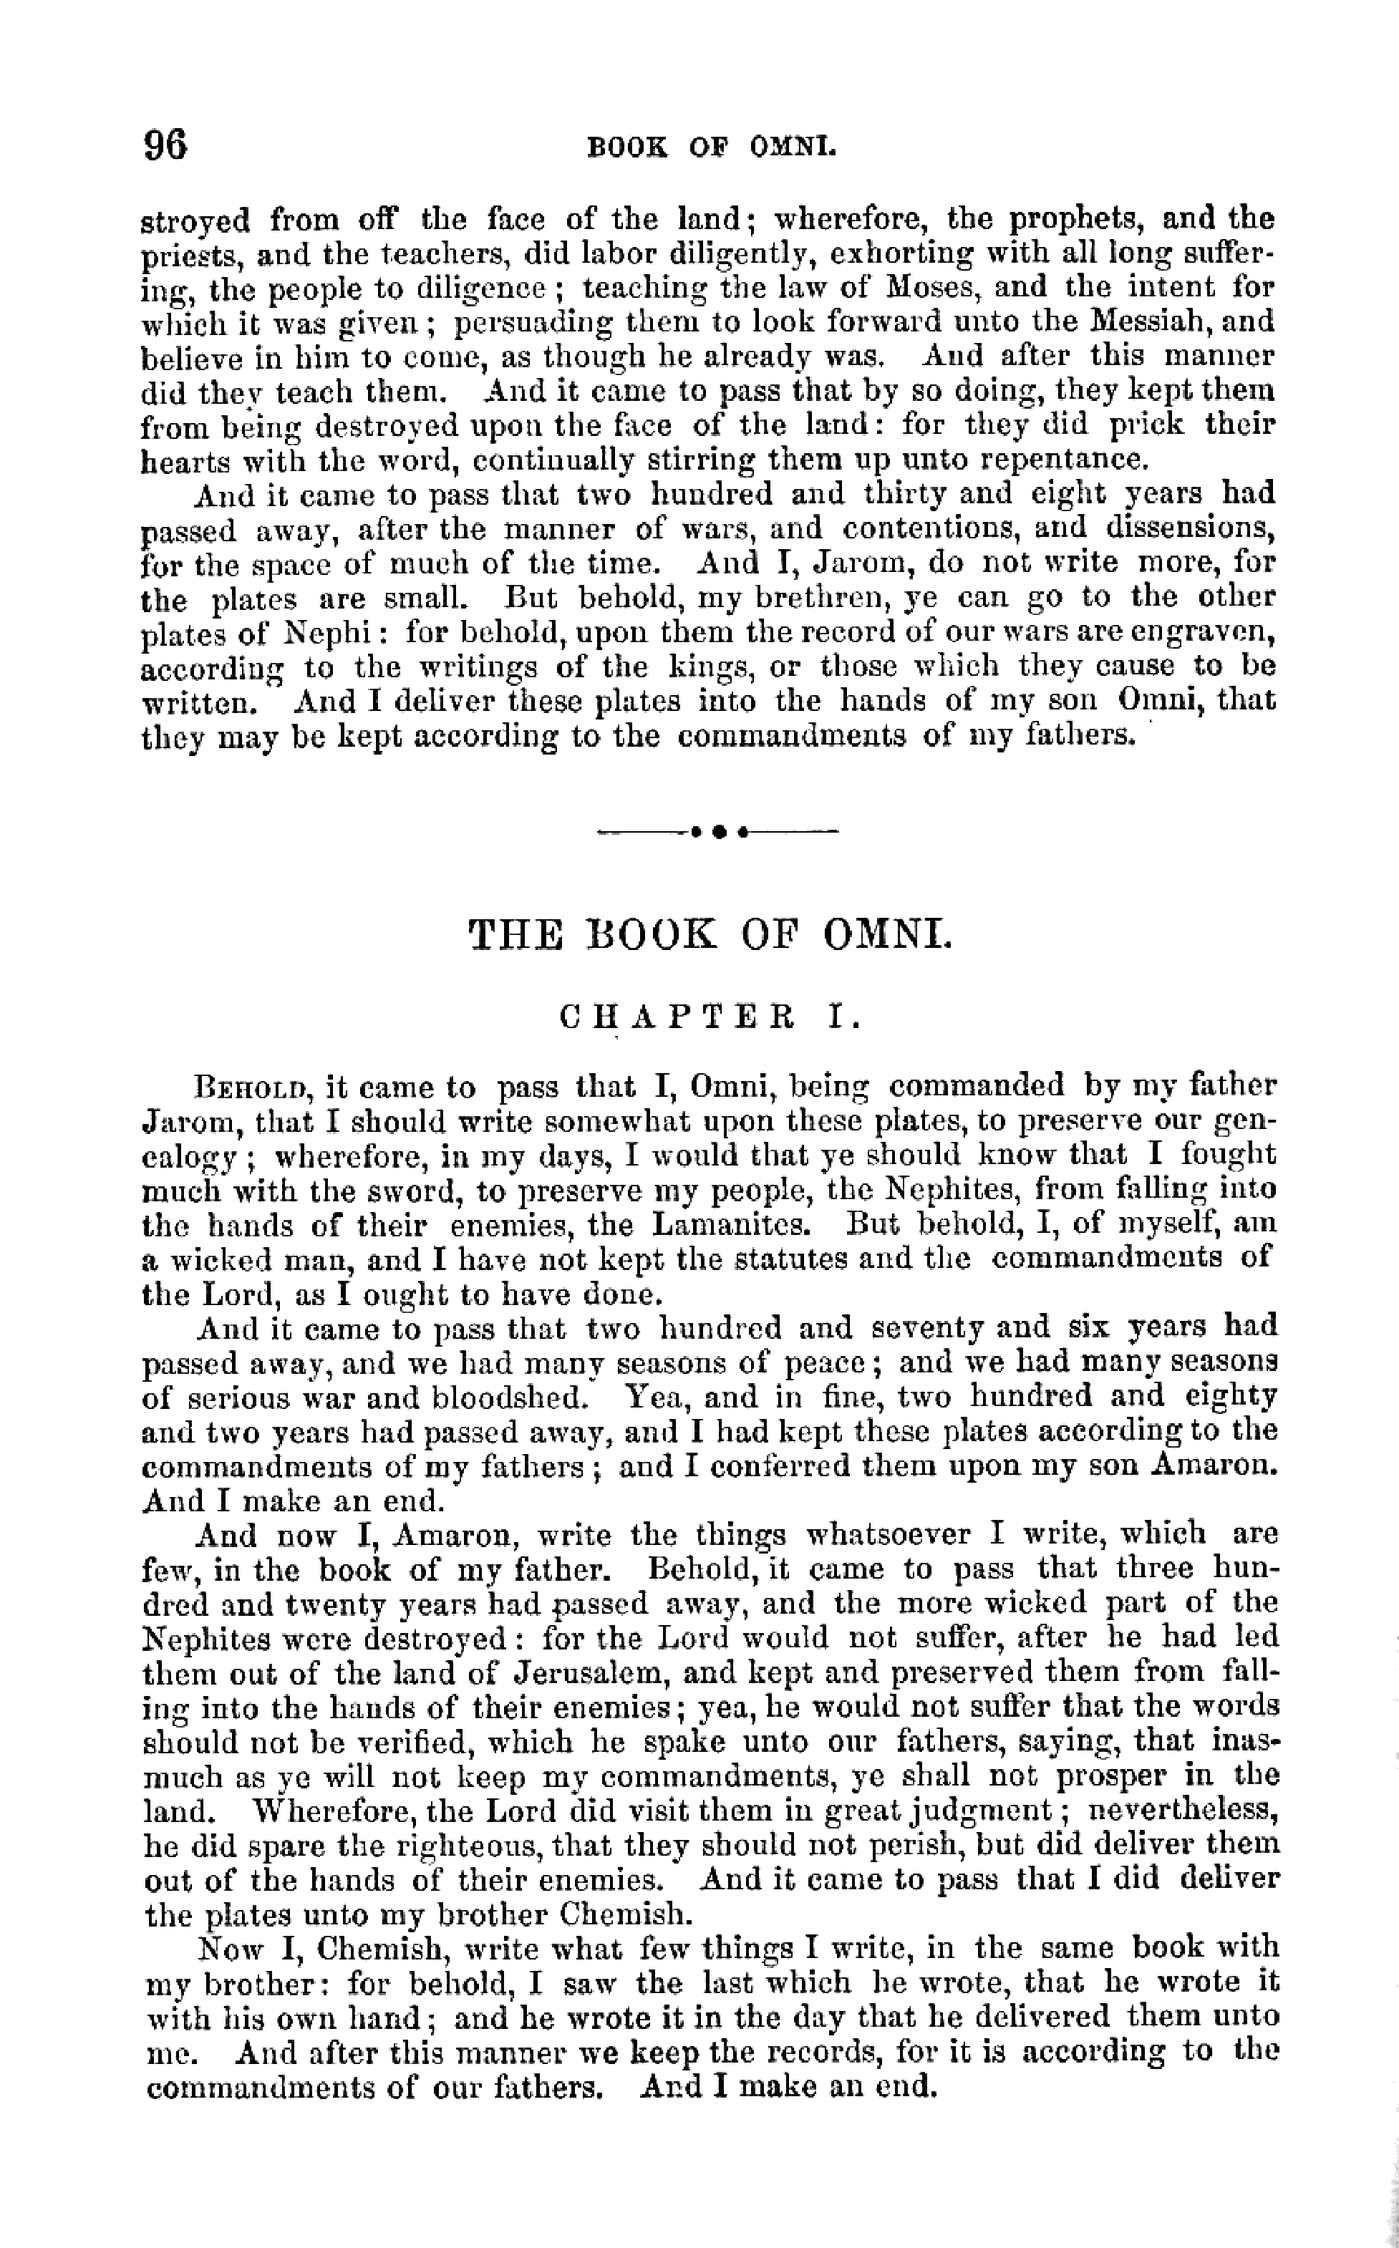 96 BOOK OF OMNI.
stroyed from off the face of the land; wherefore, the prophets, and the
priests, and the teachers, did labor diligently, exhorting with all long suffer-
ing, the people to diligence; teaching the law of Moses, and the intent for
which it was given; persuading them to look forward unto the Messiah, and
believe in him to come, as though he already was. And after this manner
did they teach them. And it came to pass that by so doing, they kept them
from being destroyed upon the face of the land: for they did prick their
hearts with the word, continually stirring them up unto repentance.
And it came to pass that two hundred and thirty and eight years had
passed away, after the manner of wars, and contentions, and dissensions,
for the space of much of the time. And I, Jarom, do not write more, for
the plates are small. But behold, my brethren, ye can go to the other
plates of Nephi: for behold, upon them the record of our wars are engraven,
according to the writings of the kings, or those which they cause to be
written. And I deliver these plates into the hands of my son Omni, that
they may be kept according to the commandments of my fathers.
THE BOOK OF OMNI.
CHAPTER I.
BEHOLD, it came to pass that I, Omni, being commanded by my father
Jarom, that I should write somewhat upon these plates, to preserve our gen-
ealogy; wherefore, in my days, I would that ye should know that I fought
much with the sword, to preserve my people, the Nephites, from falling into
the hands of their enemies, the Lamanites. But behold, I, of myself, am
a wicked man, and I have not kept the statutes and the commandments of
the Lord, as I ought to have done.
And it came to pass that two hundred and seventy and six years had
passed away, and we had many seasons of peace; and we had many seasons
of serious war and bloodshed. Yea, and in fine, two hundred and eighty
and two years had passed away, and I had kept these plates according to the
commandments of my fathers; and I conferred them upon my son Amaron.
And I make an end.
And now I, Amaron, write the things whatsoever I write, which are
few, in the book of my father. Behold, it came to pass that three hun-
dred and twenty years had passed away, and the more wicked part of the
Nephites were destroyed: for the Lord would not suffer, after he had led
them out of the land of Jerusalem, and kept and preserved them from fall-
ing into the hands of their enemies; yea, he would not suffer that the words
should not be verified, which he spake unto our fathers, saying, that inas-
much as ye will not keep my commandments, ye shall not prosper in the
land. Wherefore, the Lord did visit them in great judgment; nevertheless,
he did spare the righteous, that they should not perish, but did deliver them
out of the hands of their enemies. And it came to pass that I did deliver
the plates unto my brother Chemish.
Now I, Chemish, write what few things I write, in the same book with
my brother: for behold, I saw the last which he wrote, that he wrote it
with his own hand; and he wrote it in the day that he delivered them unto
me. And after this manner we keep the records, for it is according to the
commandments of our fathers. And I make an end.